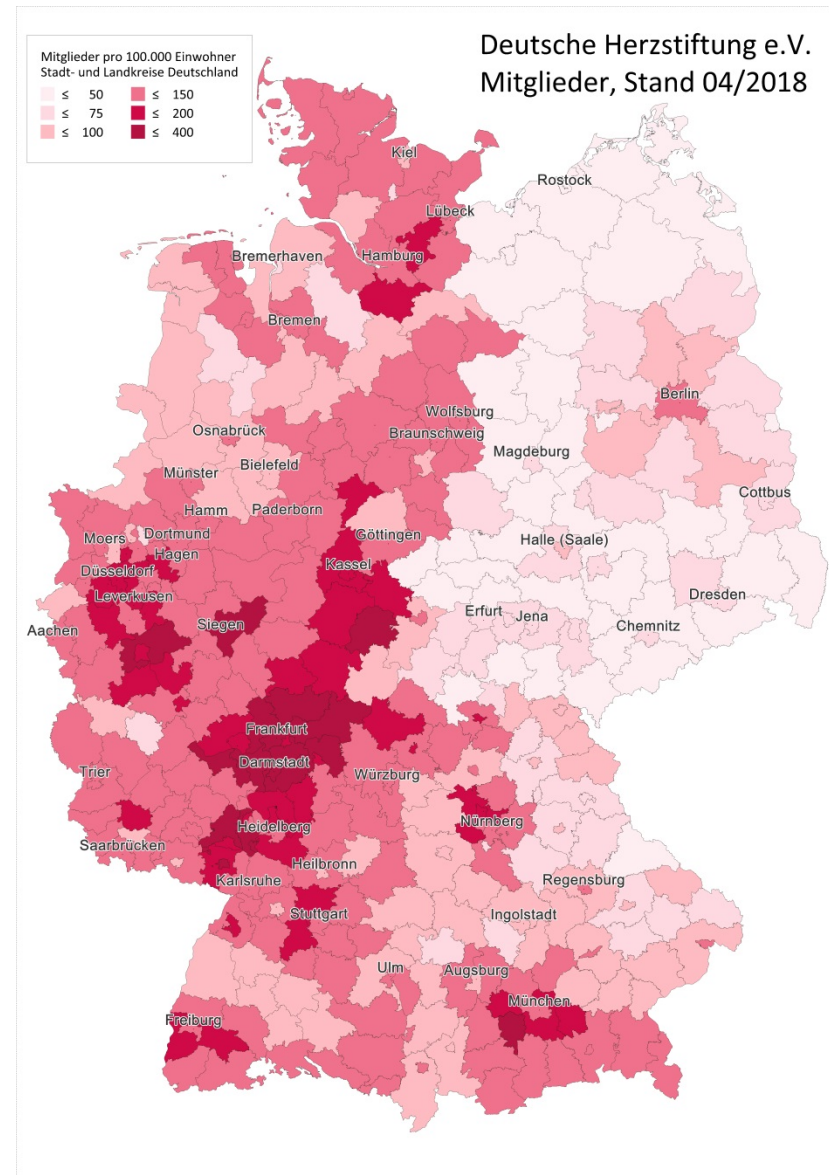 Deutsche Herzstiftung e.V.
Mitglieder, Stand 04/2018
Mitglieder pro 100.000 Einwohner
Stadt- und Landkreise Deutschland
≤ 50 ≤ 150
≤ 75 ≤ 200
≤ 100 ≤ 400
Kiel
Rostock
Lübeck
Bremerhaven
Hamburg
Bremen
Berlin
Wolfsburg
Osnabrück
Braunschweig
Magdeburg
Bielefeld
Münster
Cottbus
Hamm
Paderborn
Moers
Dortmund
Göttingen
Halle (Saale)
Hagen
Düsseldorf
Kassel
Leverkusen
Dresden
Erfurt
Jena
Siegen
Chemnitz
Aachen
Frankfurt
Darmstadt
Trier
Würzburg
Heidelberg
Nürnberg
Saarbrücken
Heilbronn
Karlsruhe
Regensburg
Stuttgart
Ingolstadt
Ulm
Augsburg
München
Freiburg